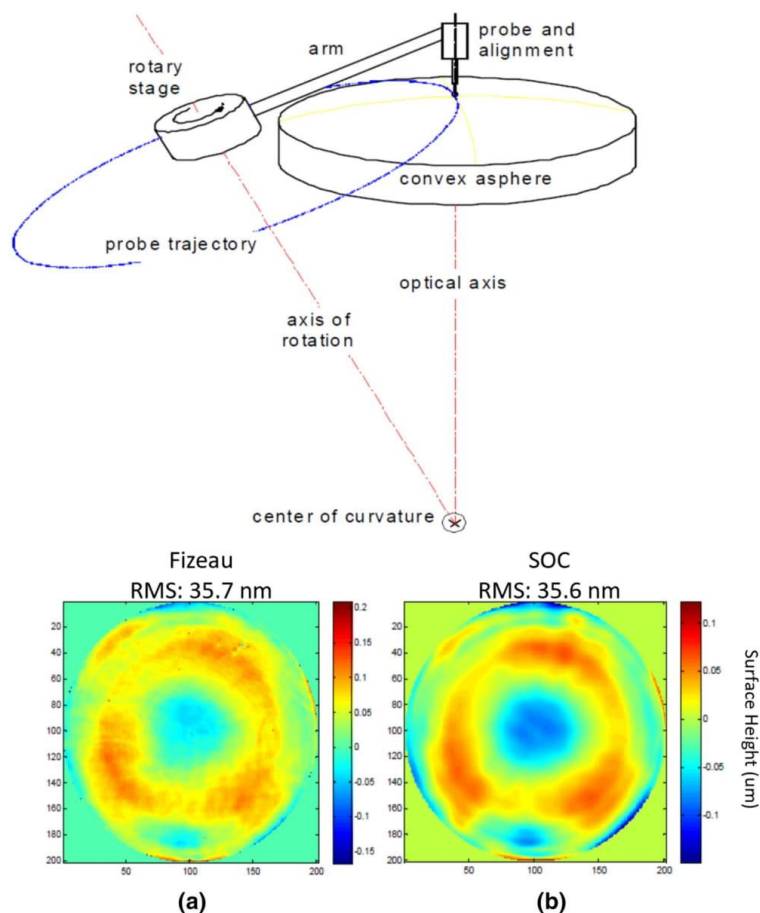 probe and
alignment
arm
rotary
stage
convex asphere
probe trajectory
optical axis
axis of
rotation
center of curvature
Fizeau
RMS: 35.7 nm
SOC
RMS: 35.6 nm
20
40
60
80
100
120
140
160
180
200
50
100
150
200
0.2
0.15
0.1
0.05
0
-0.05
-0.1
-0.15
20
40
60
80
100
120
140
160
180
200
50
100
150
200
0.1
0.05
0
-0.05
-0.1
Surface Height (um)
(a)
(b)